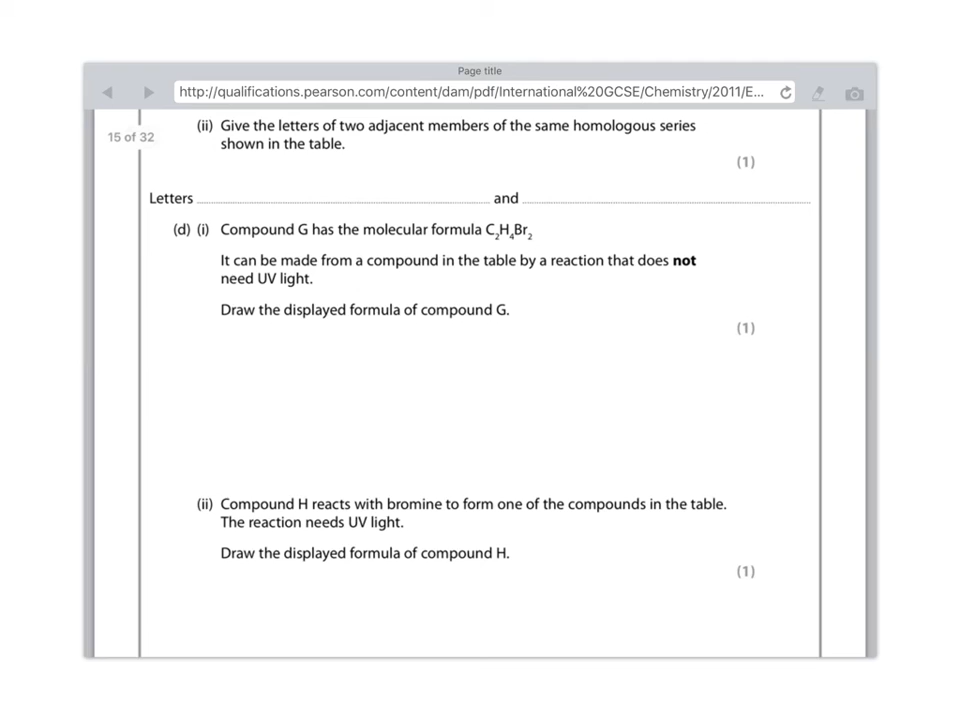 Page title
http://qualifications.pearson.com/content/dam/pdf/International%20GCSE/Chemistry/2011/E...
15 of 32
(ii) Give the letters of two adjacent members of the same homologous series
shown in the table.
(1)
Letters ........ and ........
(d) (i) Compound G has the molecular formula C₂H₄Br₂
It can be made from a compound in the table by a reaction that does not
need UV light.
Draw the displayed formula of compound G.
(1)
(ii) Compound H reacts with bromine to form one of the compounds in the table.
The reaction needs UV light.
Draw the displayed formula of compound H.
(1)